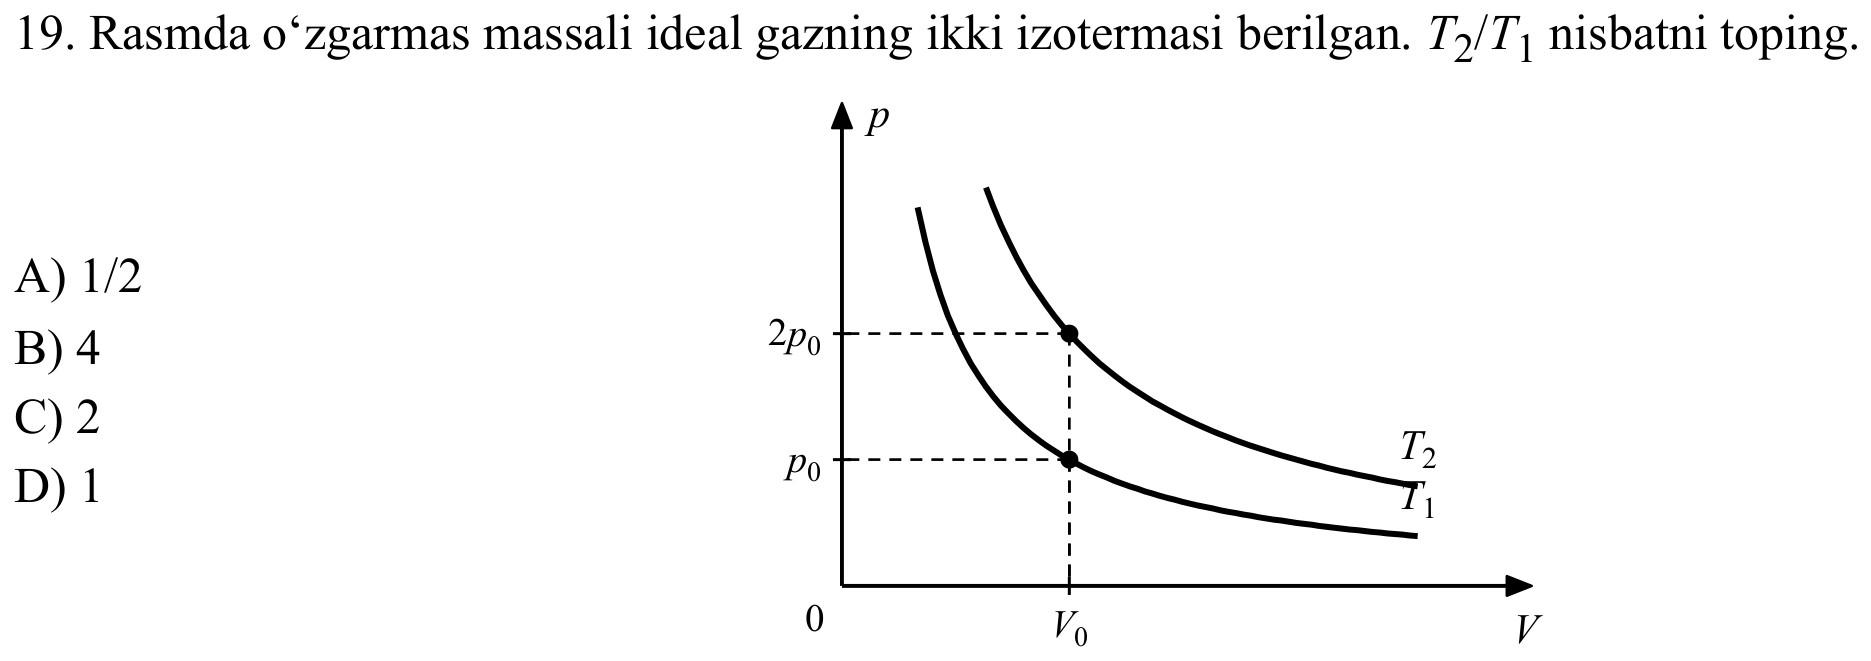 19. Rasmda o‘zgarmas massali ideal gazning ikki izotermasi berilgan. T₂/T₁ nisbatni toping.
A) 1/2
B) 4
C) 2
D) 1
p
2p₀
p₀
T₂
T₁
0
V₀
V